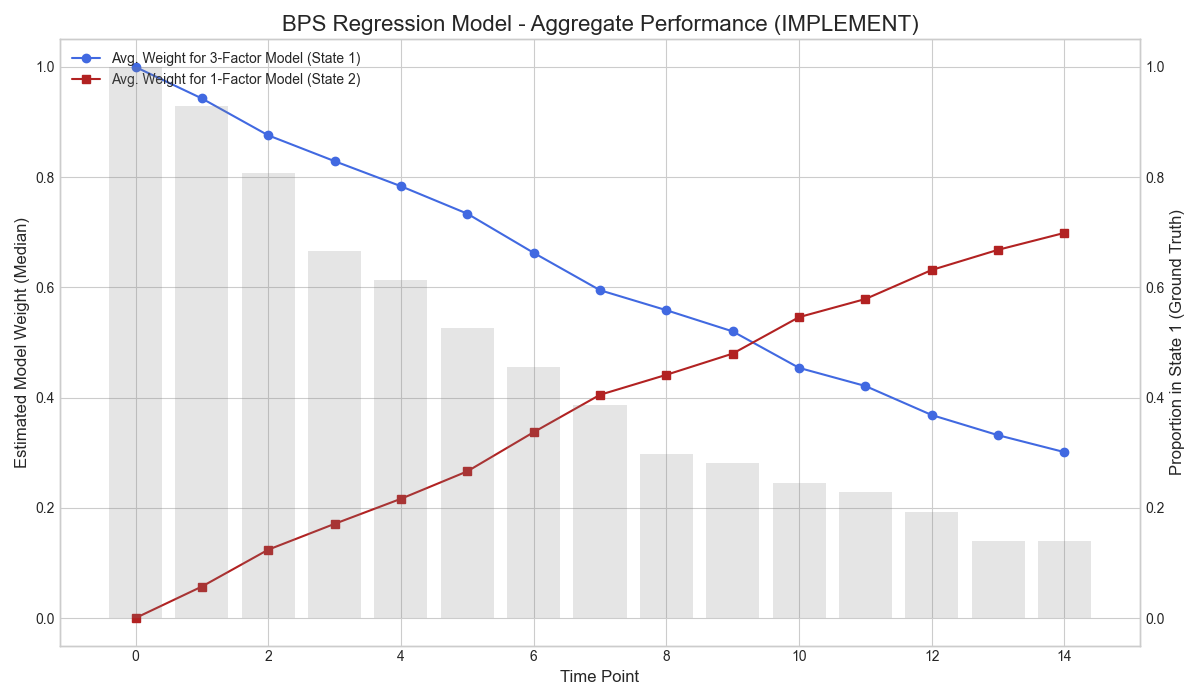 BPS Regression Model - Aggregate Performance (IMPLEMENT)
Avg. Weight for 3-Factor Model (State 1)
Avg. Weight for 1-Factor Model (State 2)
Estimated Model Weight (Median)
1.0
0.8
0.6
0.4
0.2
0.0
1.0
0.8
0.6
0.4
0.2
0.0
Proportion in State 1 (Ground Truth)
0 2 4 6 8 10 12 14
Time Point